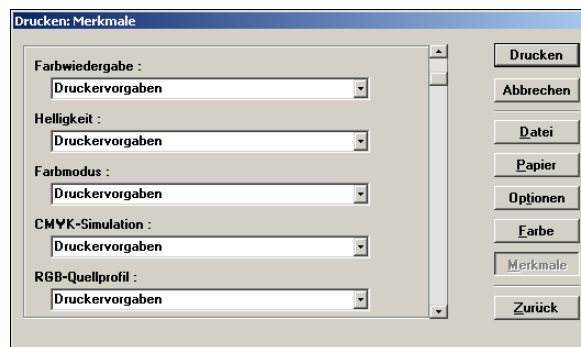 Drucken: Merkmale
Farbwiedergabe :
Druckervorgaben
Helligkeit :
Druckervorgaben
Farbmodus :
Druckervorgaben
CMYK-Simulation :
Druckervorgaben
RGB-Quellprofil :
Druckervorgaben
Drucken
Abbrechen
Datei
Papier
Optionen
Farbe
Merkmale
Zurück